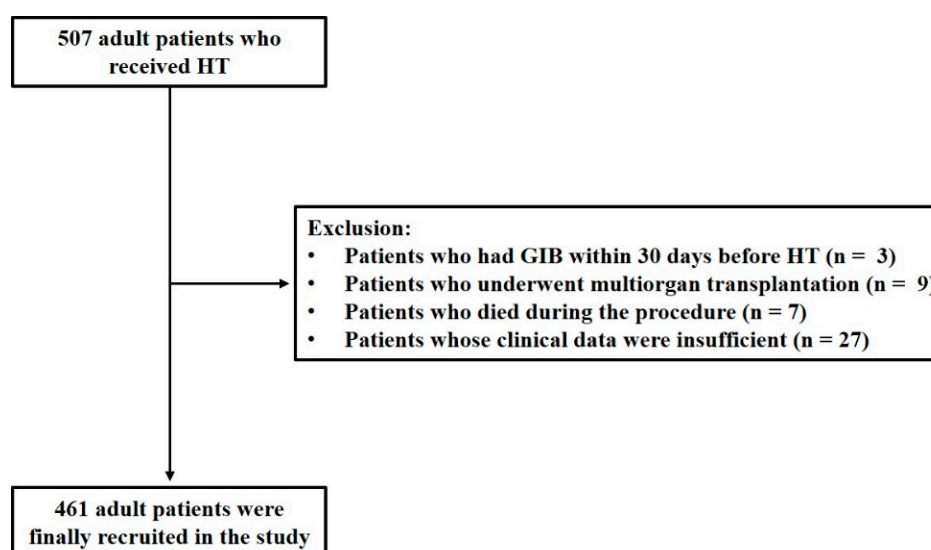 507 adult patients who
received HT
Exclusion:
• Patients who had GIB within 30 days before HT (n = 3)
• Patients who underwent multiorgan transplantation (n = 9)
• Patients who died during the procedure (n = 7)
• Patients whose clinical data were insufficient (n = 27)
461 adult patients were
finally recruited in the study